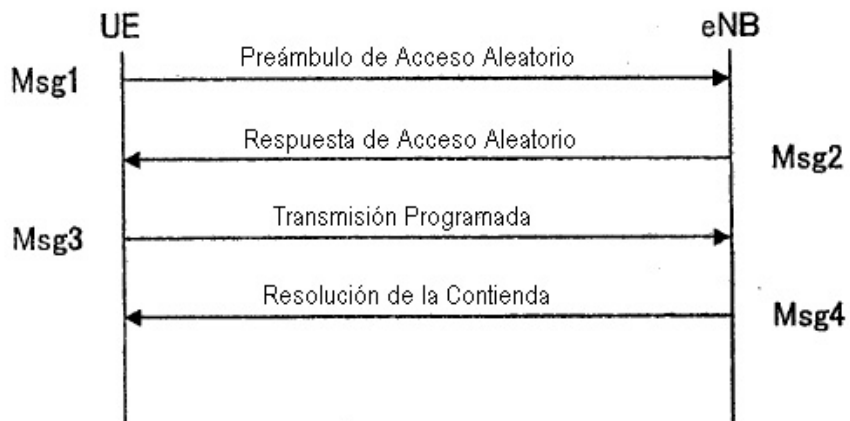 UE
eNB
Preámbulo de Acceso Aleatorio
Msg1
Respuesta de Acceso Aleatorio
Msg2
Transmisión Programada
Msg3
Resolución de la Contienda
Msg4